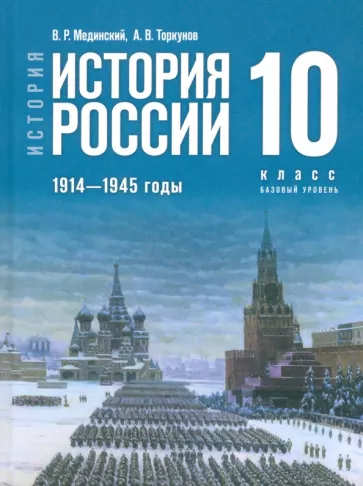 В. Р. Мединский, А. В. Торкунов
ИСТОРИЯ
ИСТОРИЯ
РОССИИ
10
КЛАСС
БАЗОВЫЙ УРОВЕНЬ
1914—1945 годы